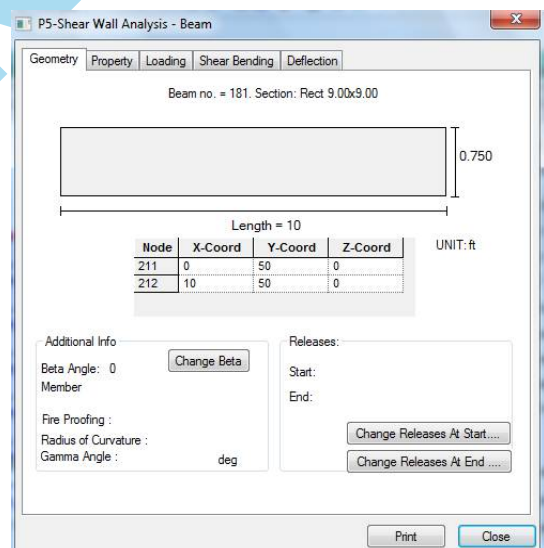 P5-Shear Wall Analysis - Beam
x
Geometry Property Loading Shear Bending Deflection
Beam no. = 181. Section: Rect 9.00x9.00
0.750
Length = 10
UNIT: ft
Node X-Coord Y-Coord Z-Coord
211 0 50 0
212 10 50 0
Additional Info
Beta Angle: 0 Change Beta
Member
Fire Proofing :
Radius of Curvature :
Gamma Angle : deg
Releases:
Start:
End:
Change Releases At Start....
Change Releases At End ....
Print Close